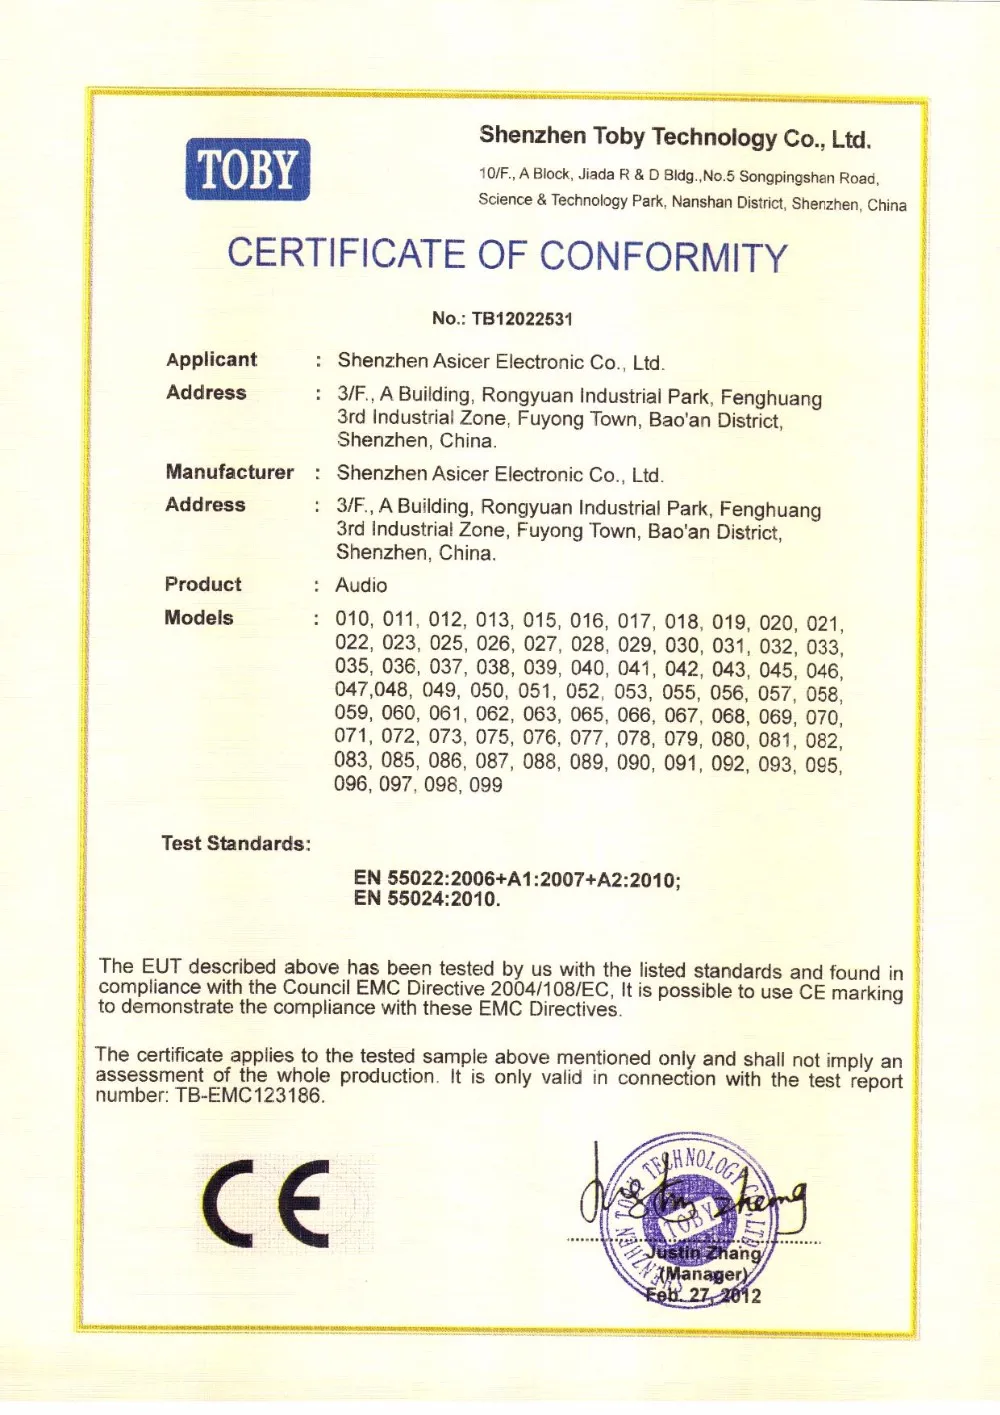 TOBY
Shenzhen Toby Technology Co., Ltd.
10/F., A Block, Jiada R & D Bldg.,No.5 Songpingshan Road,
Science & Technology Park, Nanshan District, Shenzhen, China
CERTIFICATE OF CONFORMITY
No.: TB12022531
Applicant : Shenzhen Asicer Electronic Co., Ltd.
Address : 3/F., A Building, Rongyuan Industrial Park, Fenghuang
3rd Industrial Zone, Fuyong Town, Bao'an District,
Shenzhen, China.
Manufacturer : Shenzhen Asicer Electronic Co., Ltd.
Address : 3/F., A Building, Rongyuan Industrial Park, Fenghuang
3rd Industrial Zone, Fuyong Town, Bao'an District,
Shenzhen, China.
Product : Audio
Models : 010, 011, 012, 013, 015, 016, 017, 018, 019, 020, 021,
022, 023, 025, 026, 027, 028, 029, 030, 031, 032, 033,
035, 036, 037, 038, 039, 040, 041, 042, 043, 045, 046,
047,048, 049, 050, 051, 052, 053, 055, 056, 057, 058,
059, 060, 061, 062, 063, 065, 066, 067, 068, 069, 070,
071, 072, 073, 075, 076, 077, 078, 079, 080, 081, 082,
083, 085, 086, 087, 088, 089, 090, 091, 092, 093, 095,
096, 097, 098, 099
Test Standards:
EN 55022:2006+A1:2007+A2:2010;
EN 55024:2010.
The EUT described above has been tested by us with the listed standards and found in
compliance with the Council EMC Directive 2004/108/EC, It is possible to use CE marking
to demonstrate the compliance with these EMC Directives.
The certificate applies to the tested sample above mentioned only and shall not imply an
assessment of the whole production. It is only valid in connection with the test report
number: TB-EMC123186.
CE
SHENZHEN TOBY TECHNOLOGY CO., LTD
TOBY
Justin Zhang
(Manager)
Feb. 27, 2012